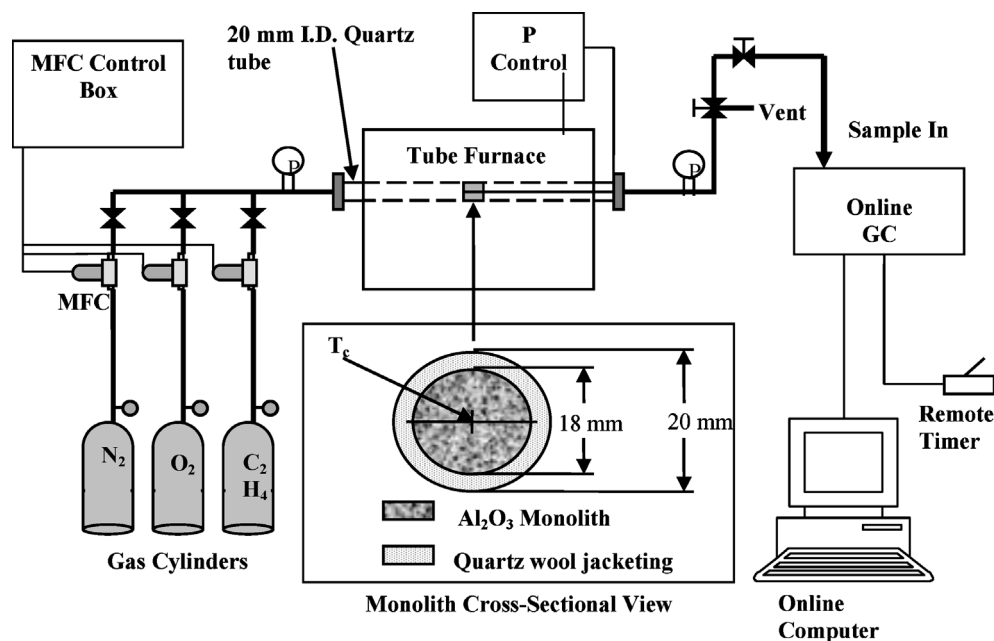 20 mm I.D. Quartz
tube
MFC Control
Box
P
Control
Vent
Sample In
Tube Furnace
P
P
Online
GC
MFC
T_c
18 mm
20 mm
Remote
Timer
N₂
O₂
C₂
H₄
Al₂O₃ Monolith
Quartz wool jacketing
Gas Cylinders
Monolith Cross-Sectional View
Online
Computer